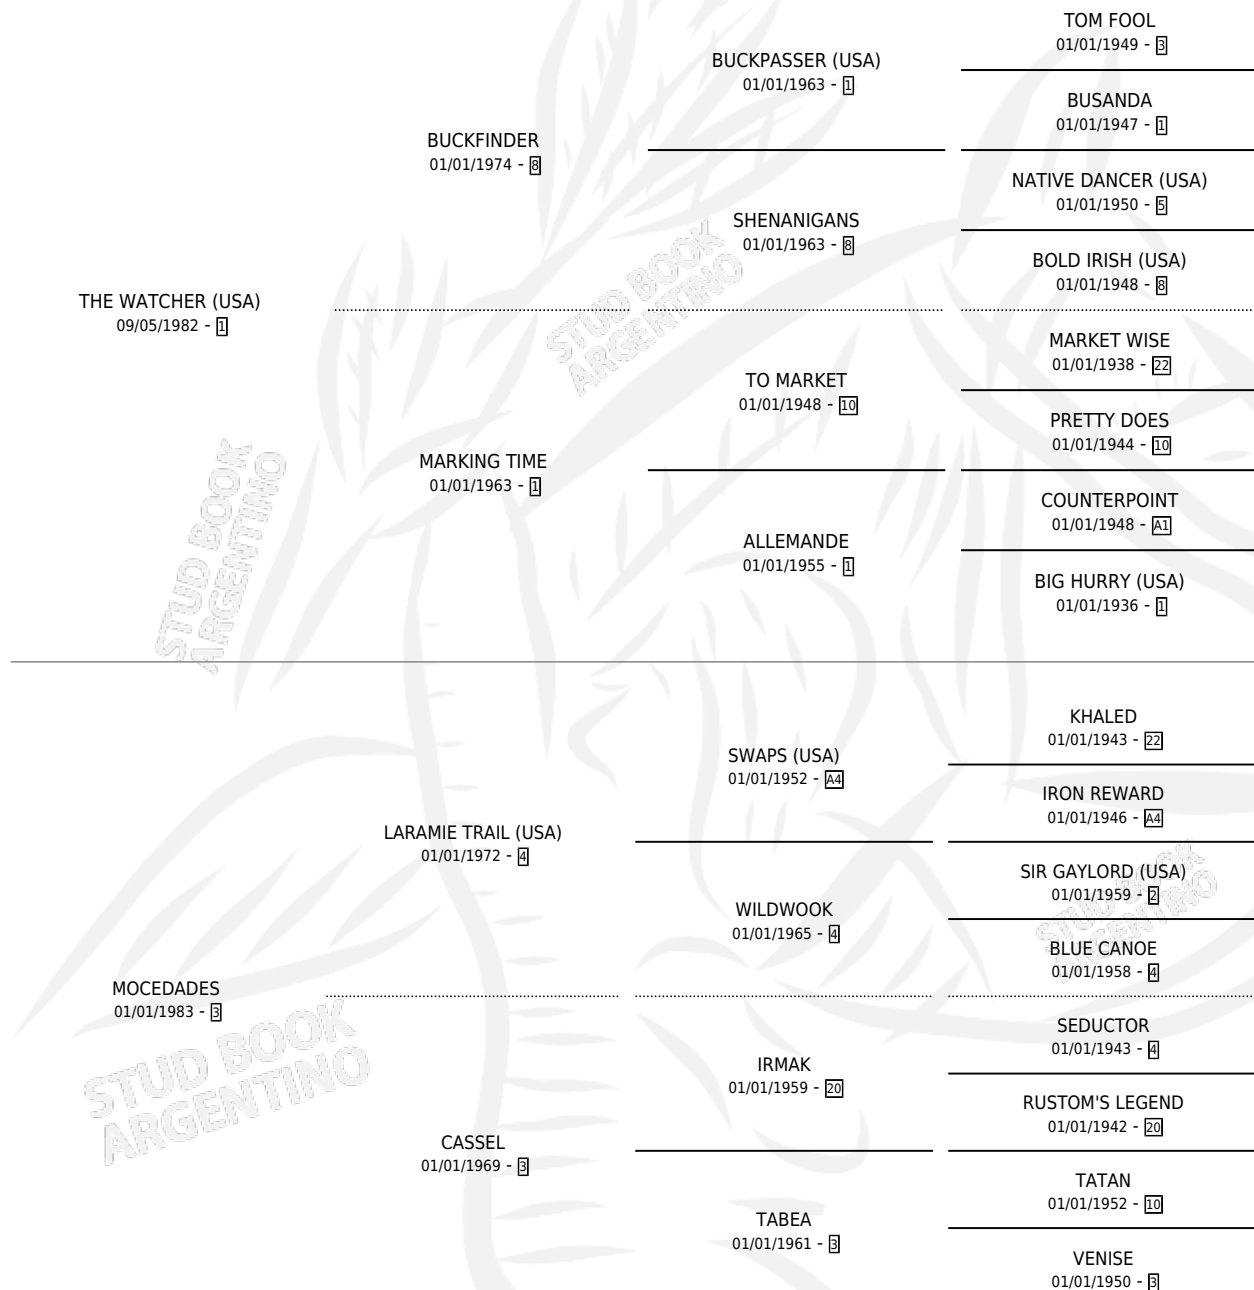 TOM FOOL
01/01/1949 - 3
BUCKPASSER (USA)
01/01/1963 - 1
BUSANDA
01/01/1947 - 1
BUCKFINDER
01/01/1974 - 8
NATIVE DANCER (USA)
01/01/1950 - 5
SHENANIGANS
01/01/1963 - 8
BOLD IRISH (USA)
01/01/1948 - 8
THE WATCHER (USA)
09/05/1982 - 1
MARKET WISE
01/01/1938 - 22
TO MARKET
01/01/1948 - 10
PRETTY DOES
01/01/1944 - 10
MARKING TIME
01/01/1963 - 1
COUNTERPOINT
01/01/1948 - A1
ALLEMANDE
01/01/1955 - 1
BIG HURRY (USA)
01/01/1936 - 1
KHALED
01/01/1943 - 22
SWAPS (USA)
01/01/1952 - A4
IRON REWARD
01/01/1946 - A4
LARAMIE TRAIL (USA)
01/01/1972 - 4
SIR GAYLORD (USA)
01/01/1959 - 2
WILDWOOK
01/01/1965 - 4
BLUE CANOE
01/01/1958 - 4
MOCEDADES
01/01/1983 - 3
SEDUCTOR
01/01/1943 - 4
IRMAK
01/01/1959 - 20
RUSTOM'S LEGEND
01/01/1942 - 20
CASSEL
01/01/1969 - 3
TATAN
01/01/1952 - 10
TABEA
01/01/1961 - 3
VENISE
01/01/1950 - 3
STUD BOOK
ARGENTINO
STUD BOOK
ARGENTINO
STUD BOOK
ARGENTINO
STUD BOOK
ARGENTINO